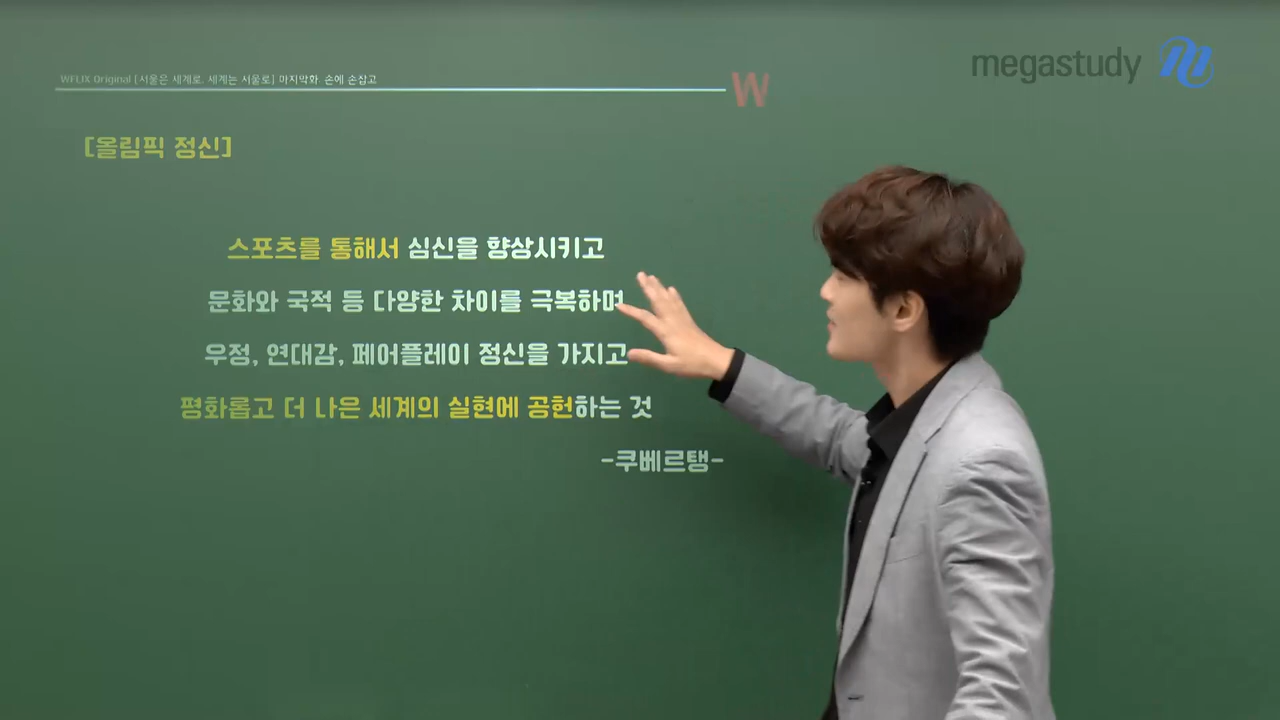 WFLIX Original [서울은 세계로, 세계는 서울로] 마지막화. 손에 손잡고
W
megastudy
[올림픽 정신]
스포츠를 통해서 심신을 향상시키고
문화와 국적 등 다양한 차이를 극복하며
우정, 연대감, 페어플레이 정신을 가지고
평화롭고 더 나은 세계의 실현에 공헌하는 것
-쿠베르탱-